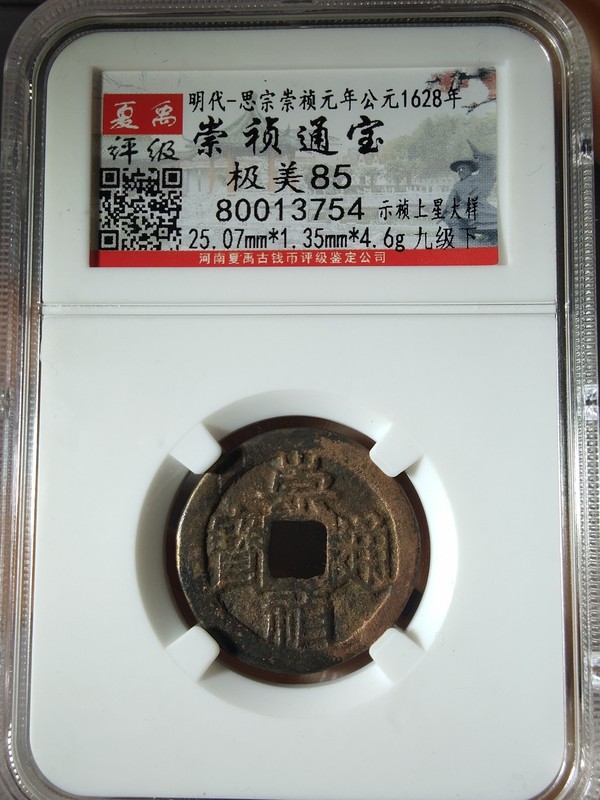 夏禹
评级
明代-思宗崇祯元年公元1628年
崇祯通宝
极美85
80013754 示祯上星大样
25.07mm*1.35mm*4.6g 九级下
河南夏禹古钱币评级鉴定公司
崇
寶 通
禎